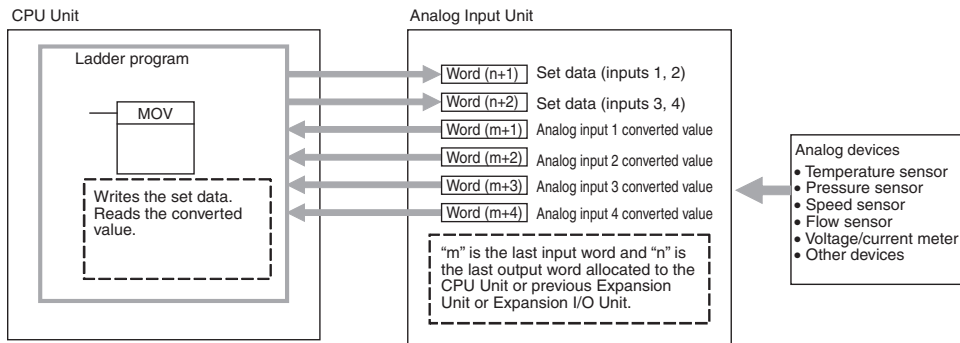 CPU Unit
Analog Input Unit
Ladder program
MOV
Writes the set data.
Reads the converted
value.
Word (n+1) Set data (inputs 1, 2)
Word (n+2) Set data (inputs 3, 4)
Word (m+1) Analog input 1 converted value
Word (m+2) Analog input 2 converted value
Word (m+3) Analog input 3 converted value
Word (m+4) Analog input 4 converted value
“m” is the last input word and “n” is
the last output word allocated to the
CPU Unit or previous Expansion
Unit or Expansion I/O Unit.
Analog devices
• Temperature sensor
• Pressure sensor
• Speed sensor
• Flow sensor
• Voltage/current meter
• Other devices